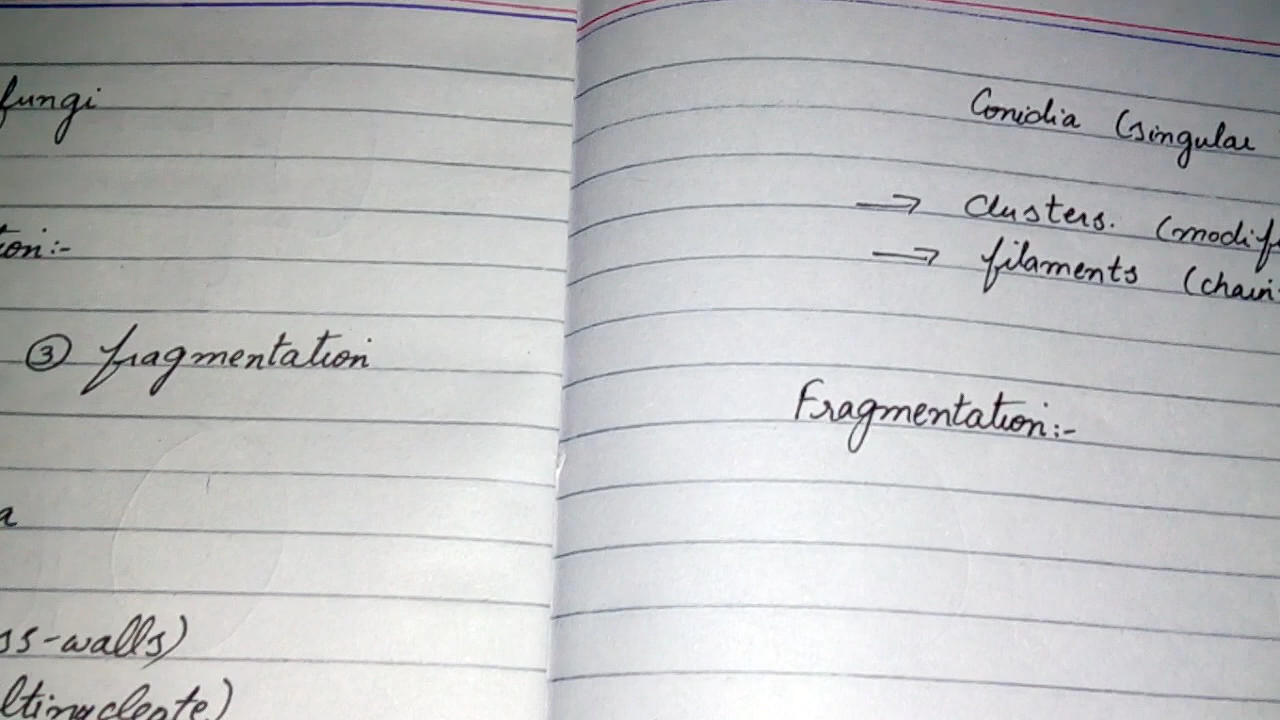 fungi
ion:-
③ fragmentation
a
ss-walls)
ltinucleate)
Conidia (singular
→ Clusters. (modif
→ filaments (chain
Fragmentation:-